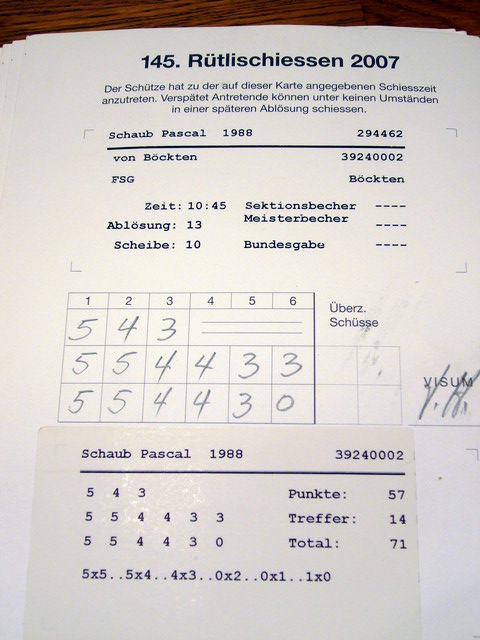 145. Rütlischiessen 2007
Der Schütze hat zu der auf dieser Karte angegebenen Schiesszeit
anzutreten. Verspätet Antretende können unter keinen Umständen
in einer späteren Ablösung schiessen.
Schaub Pascal 1988 294462
von Böckten 39240002
FSG Böckten
Zeit: 10:45 Sektionsbecher ----
Meisterbecher
Ablösung: 13 ----
Scheibe: 10 Bundesgabe ----
1 2 3 4 5 6
Überz.
Schüsse
5 4 3
5 5 4 4 3 3
5 5 4 4 3 0
VISUM
Schaub Pascal 1988 39240002
5 4 3 Punkte: 57
5 5 4 4 3 3 Treffer: 14
5 5 4 4 3 0 Total: 71
5x5..5x4..4x3..0x2..0x1..1x0